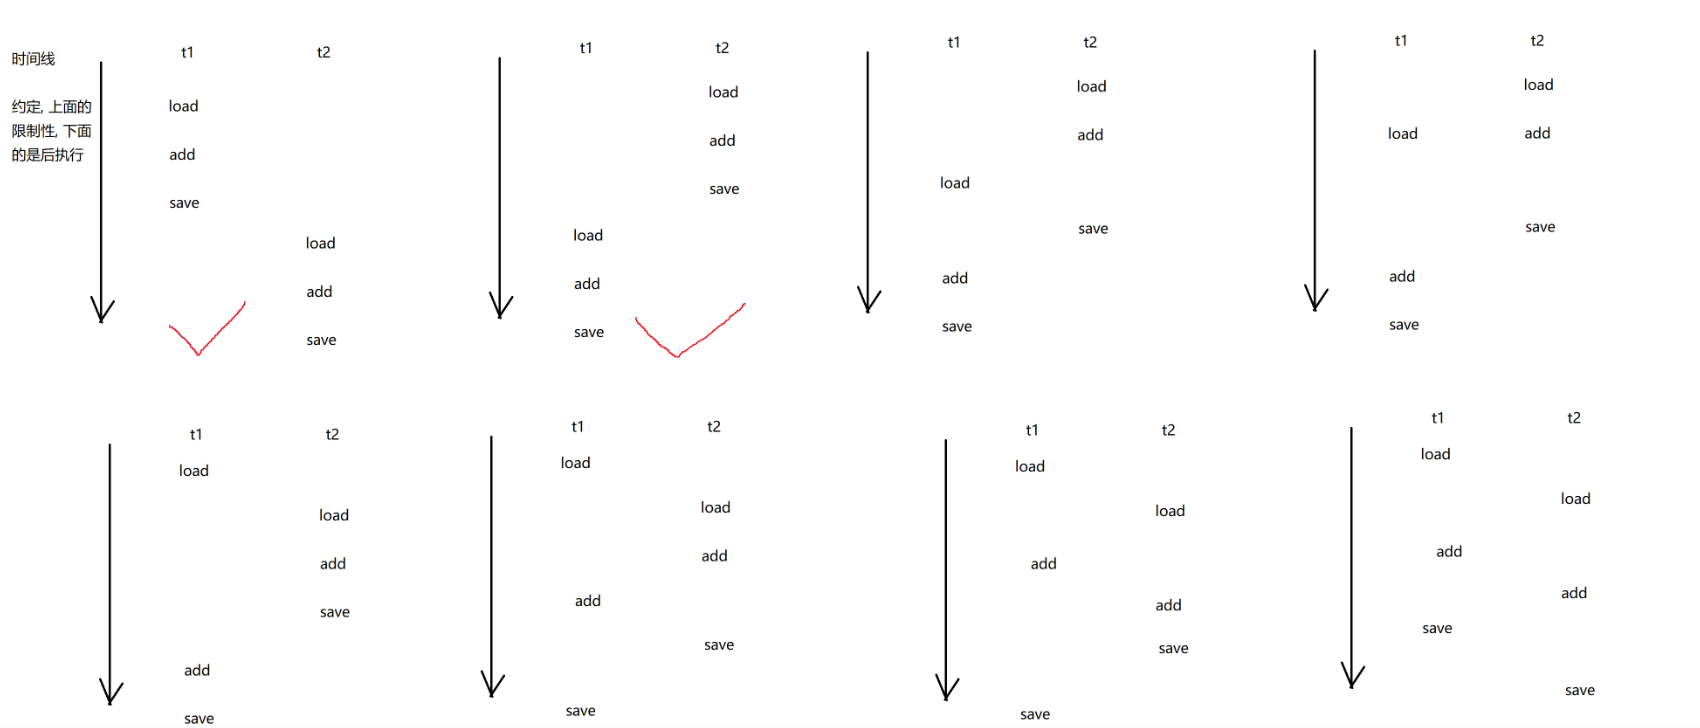 时间线
约定, 上面的
限制性, 下面
的是后执行
t1 t2
load
add
save
load
add
save
t1 t2
load
add
save
load
add
save
t1 t2
load
add
load
save
add
save
t1 t2
load
load add
save
add
save
t1 t2
load
load
add
save
add
save
t1 t2
load
load
add
add
save
save
t1 t2
load
load
add
add
save
save
t1 t2
load
load
add
add
save
save